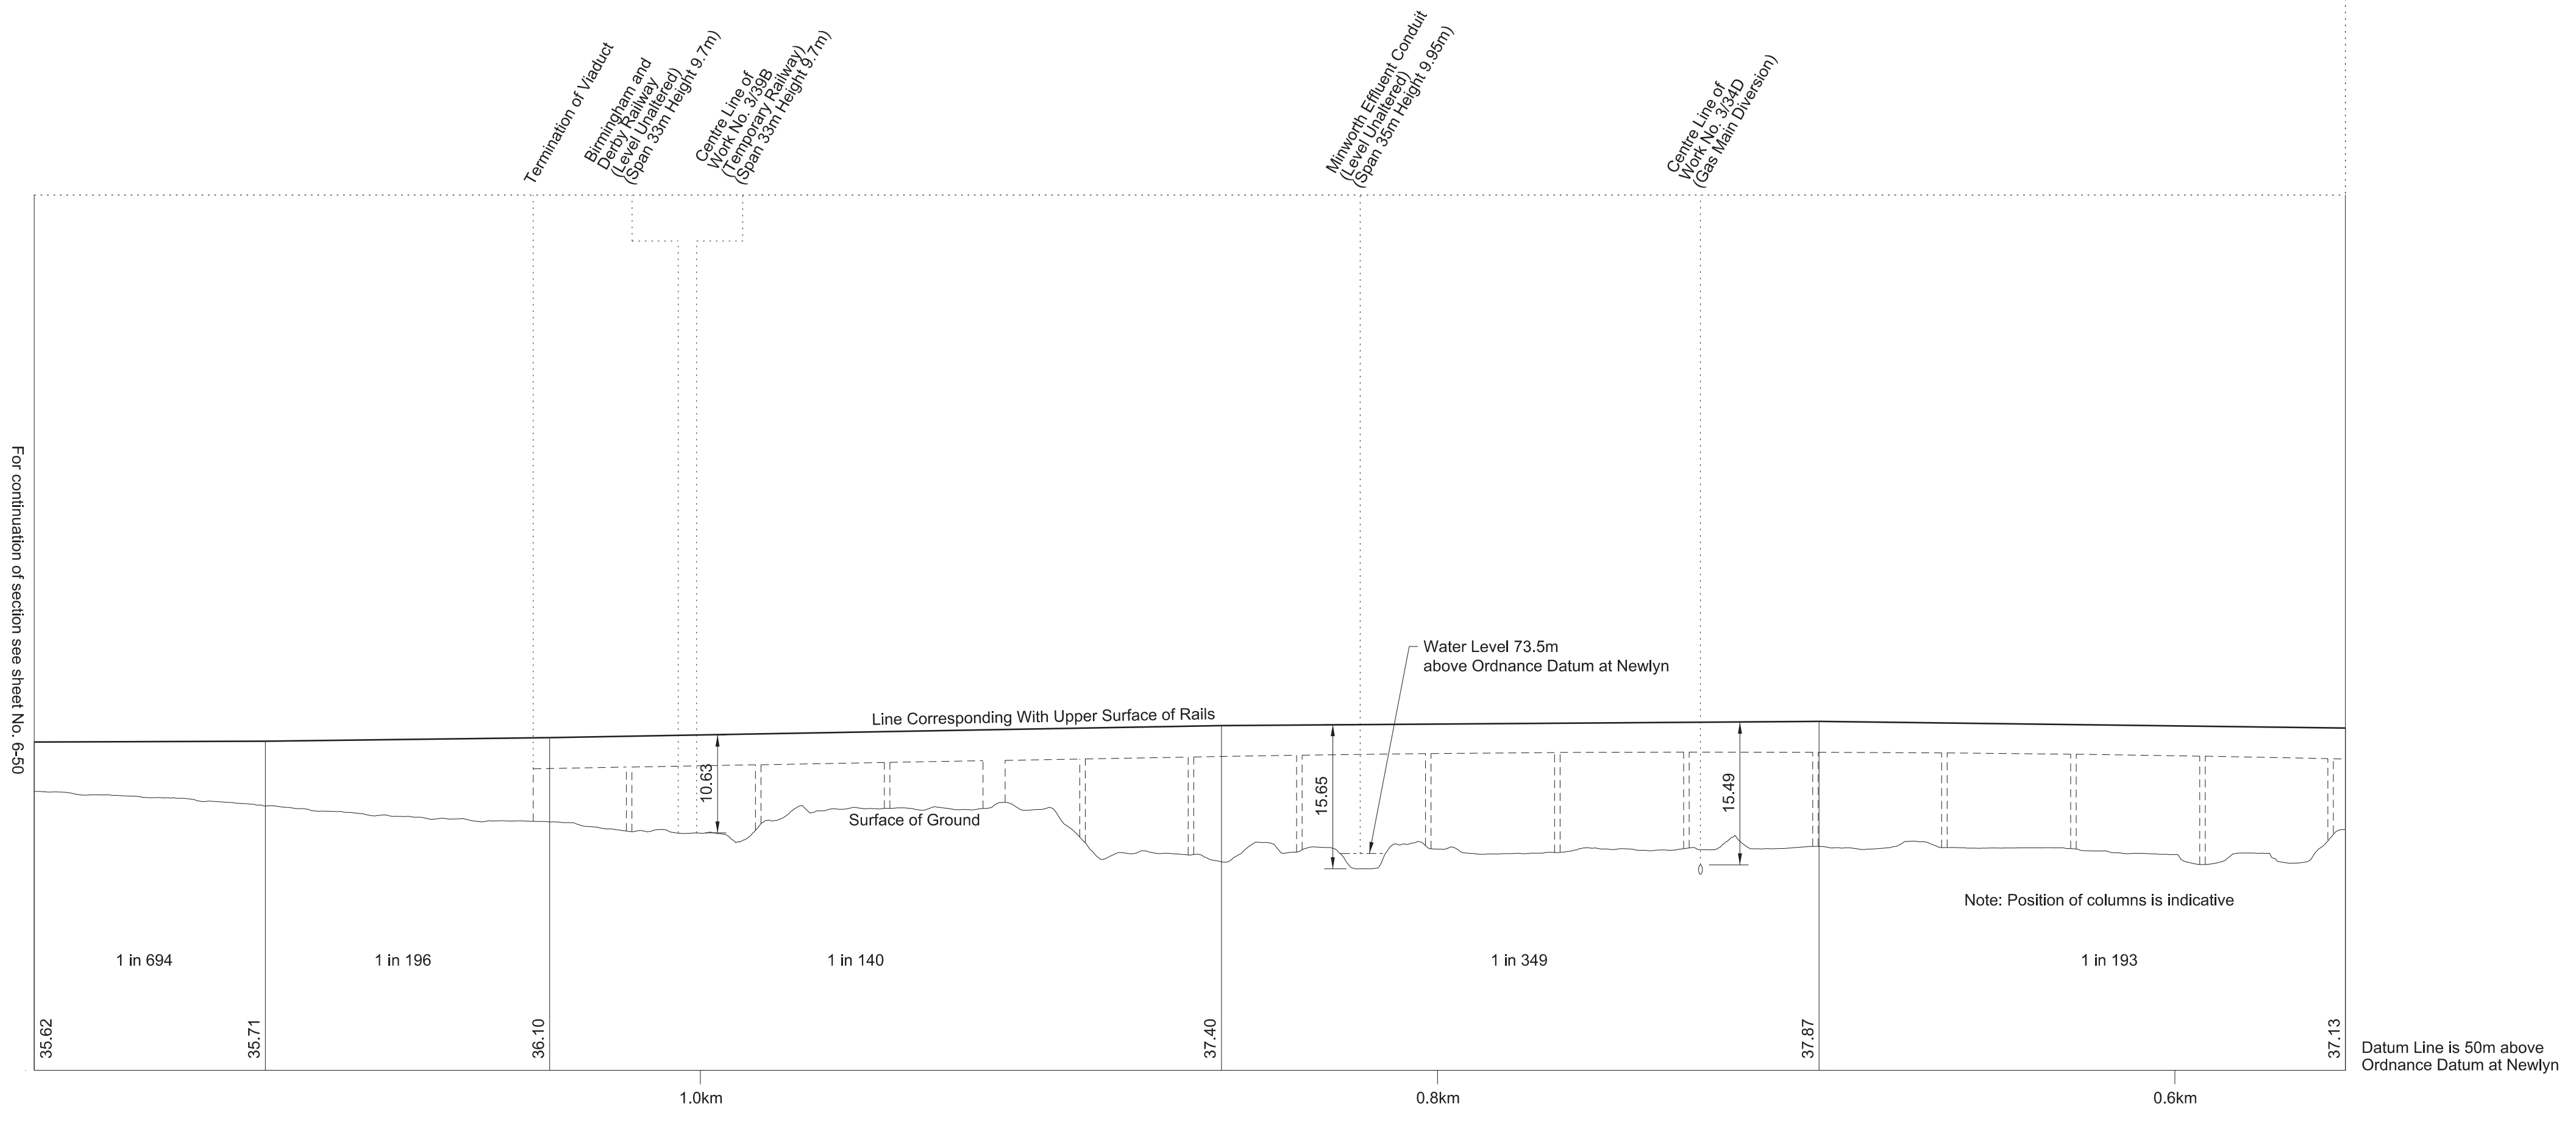 Termination of Viaduct
Birmingham and
Derby Railway
(Level Unaltered)
(Span 33m Height 9.7m)
Centre Line of
Work No. 3/39B
(Temporary Railway)
(Span 33m Height 9.7m)
Minworth Effluent Conduit
(Level Unaltered)
(Span 35m Height 9.95m)
Centre Line of
Work No. 3/34D
(Gas Main Diversion)
For continuation of section see sheet No. 6-50
Water Level 73.5m
above Ordnance Datum at Newlyn
Line Corresponding With Upper Surface of Rails
10.63
15.65
15.49
Surface of Ground
Note: Position of columns is indicative
1 in 694
1 in 196
1 in 140
1 in 349
1 in 193
35.62
35.71
36.10
37.40
37.87
37.13
Datum Line is 50m above
Ordnance Datum at Newlyn
1.0km
0.8km
0.6km